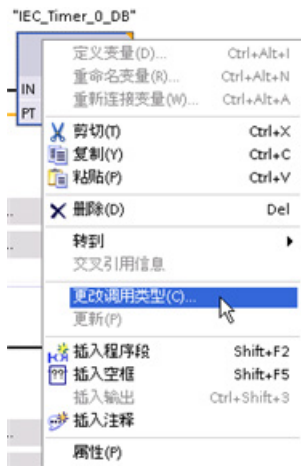 "IEC_Timer_0_DB"
IN
PT
定义变量(D)... Ctrl+Alt+I
重命名变量(R)... Ctrl+Alt+N
重新连接变量(W)... Ctrl+Alt+A
剪切(T) Ctrl+X
复制(Y) Ctrl+C
粘贴(P) Ctrl+V
删除(D) Del
转到
交叉引用信息
更改调用类型(C)...
更新(P)
插入程序段 Shift+F2
插入空框 Shift+F5
插入输出 Ctrl+Shift+3
插入注释
属性(P)